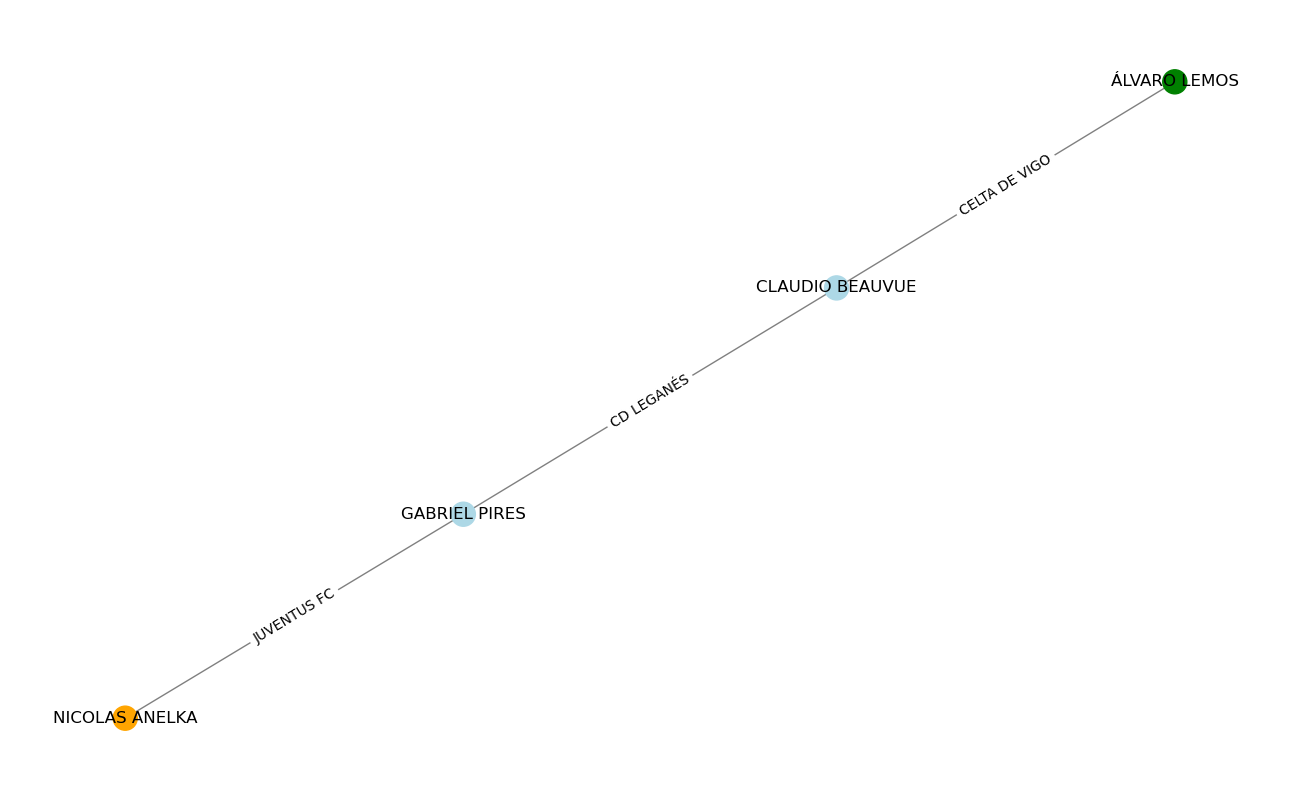 ÁLVARO LEMOS
CELTA DE VIGO
CLAUDIO BEAUVUE
CD LEGANÉS
GABRIEL PIRES
JUVENTUS FC
NICOLAS ANELKA